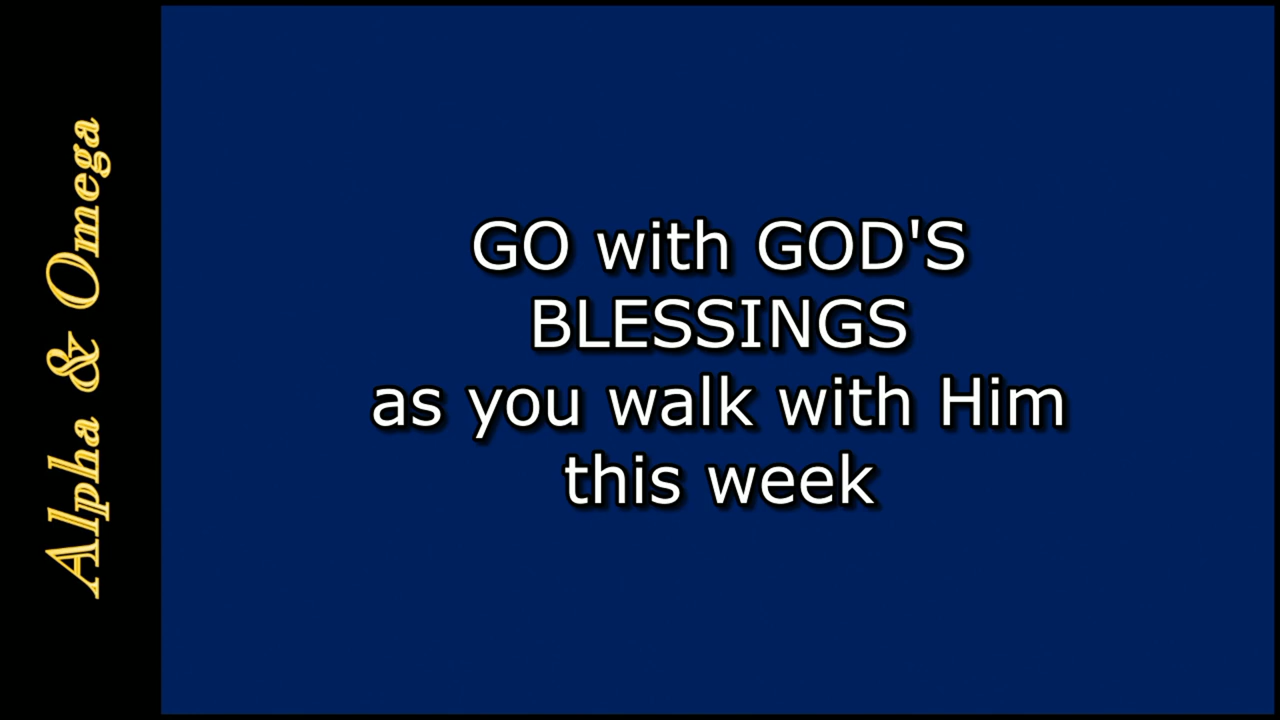 Alpha & Omega
GO with GOD'S
BLESSINGS
as you walk with Him
this week